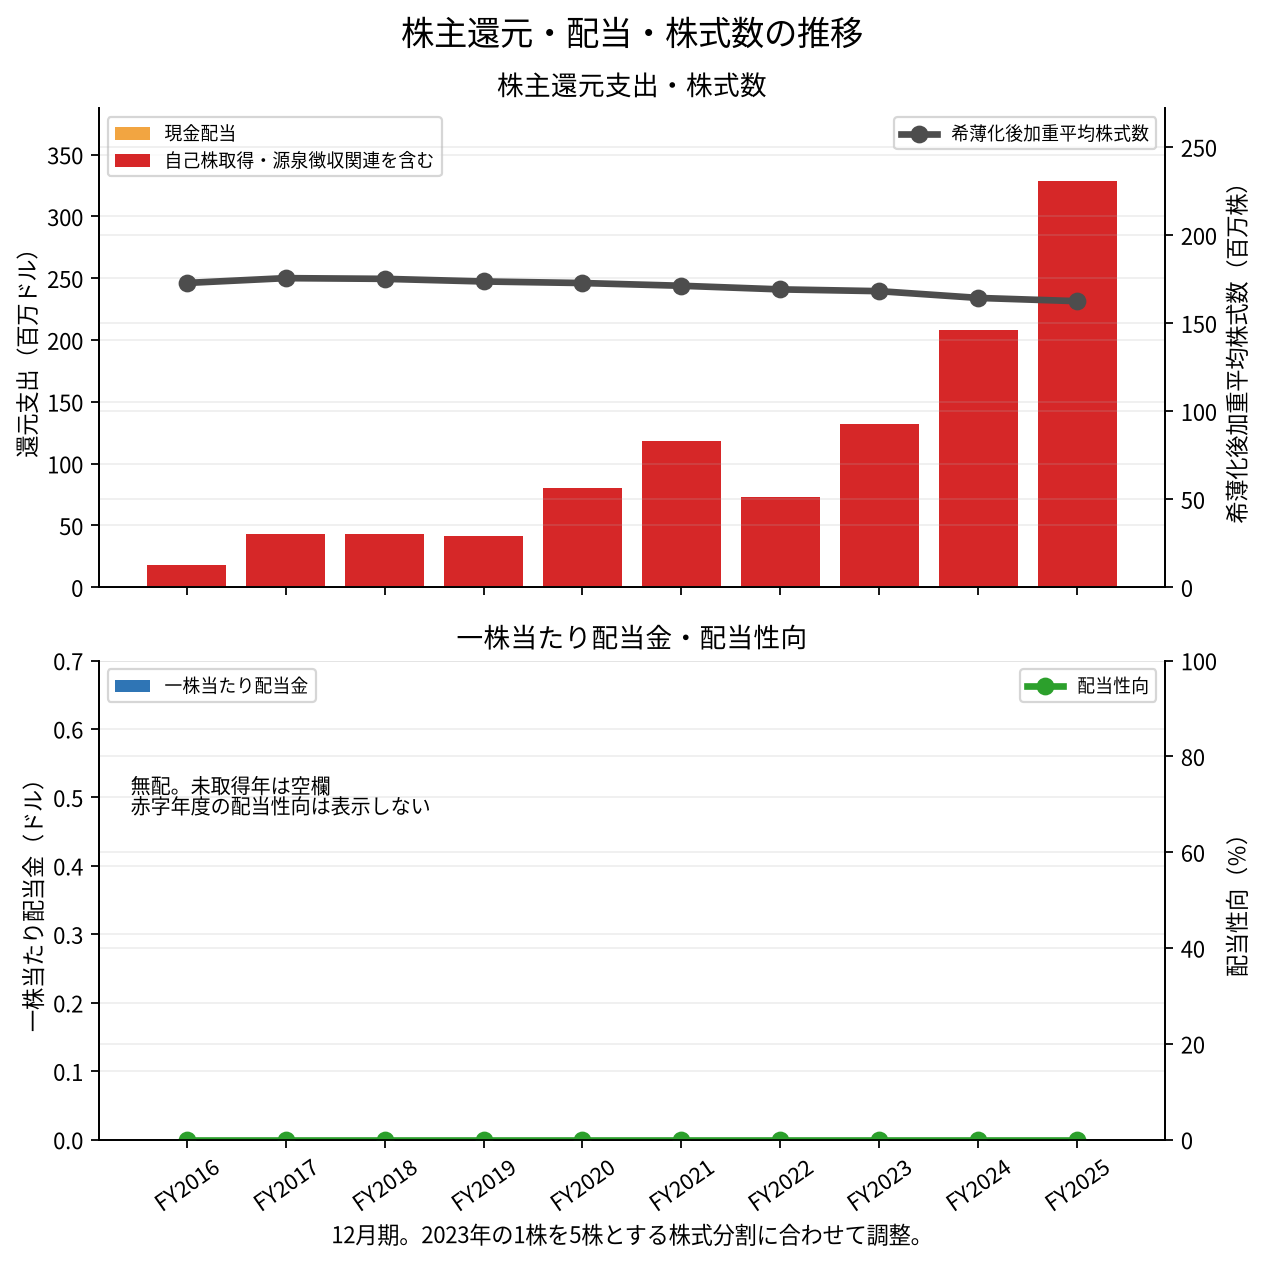 株主還元・配当・株式数の推移
株主還元支出・株式数
現金配当
自己株取得・源泉徴収関連を含む
希薄化後加重平均株式数
還元支出（百万ドル）
350
300
250
200
150
100
50
0
250
200
150
100
50
0
希薄化後加重平均株式数（百万株）
一株当たり配当金・配当性向
一株当たり配当金
配当性向
無配。未取得年は空欄
赤字年度の配当性向は表示しない
一株当たり配当金（ドル）
0.7
0.6
0.5
0.4
0.3
0.2
0.1
0.0
100
80
60
40
20
0
配当性向（%）
FY2016
FY2017
FY2018
FY2019
FY2020
FY2021
FY2022
FY2023
FY2024
FY2025
12月期。2023年の1株を5株とする株式分割に合わせて調整。